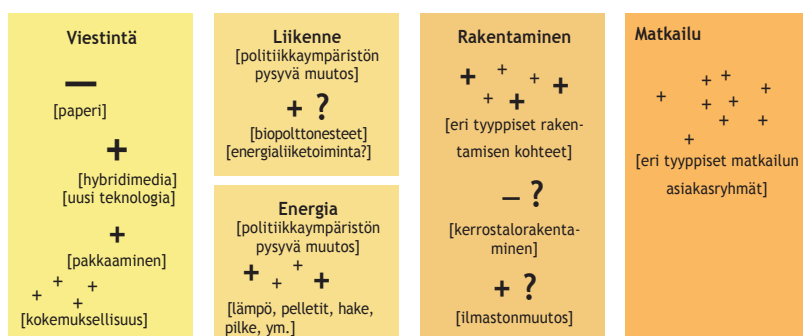 Viestintä
–
[paperi]
+
[hybridimedia]
[uusi teknologia]
+
[pakkaaminen]
+ + + + +
[kokemuksellisuus]
Liikenne
[politiikkaympäristön
pysyvä muutos]
+ ?
[biopolttonesteet]
[energialiiketoiminta?]
Energia
[politiikkaympäristön
pysyvä muutos]
+ + + +
[lämpö, pelletit, hake,
pilke, ym.]
Rakentaminen
+ + + + + +
[eri tyyppiset raken-
tamisen kohteet]
– ?
[kerrostalorakenta-
minen]
+ ?
[ilmastonmuutos]
Matkailu
+ + + + + + + + +
[eri tyyppiset matkailun
asiakasryhmät]